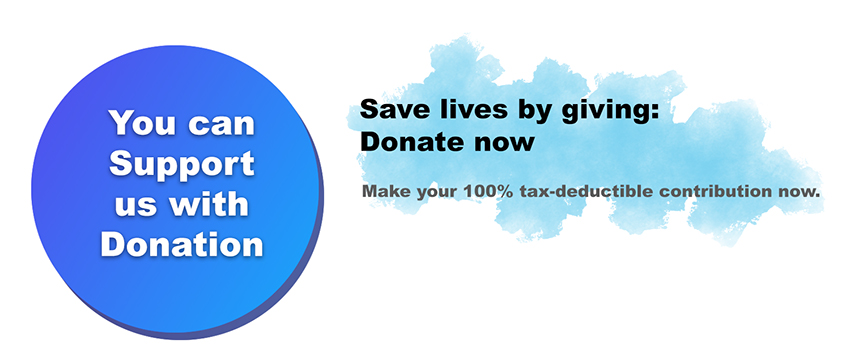 You can
Support
us with
Donation
Save lives by giving:
Donate now
Make your 100% tax-deductible contribution now.